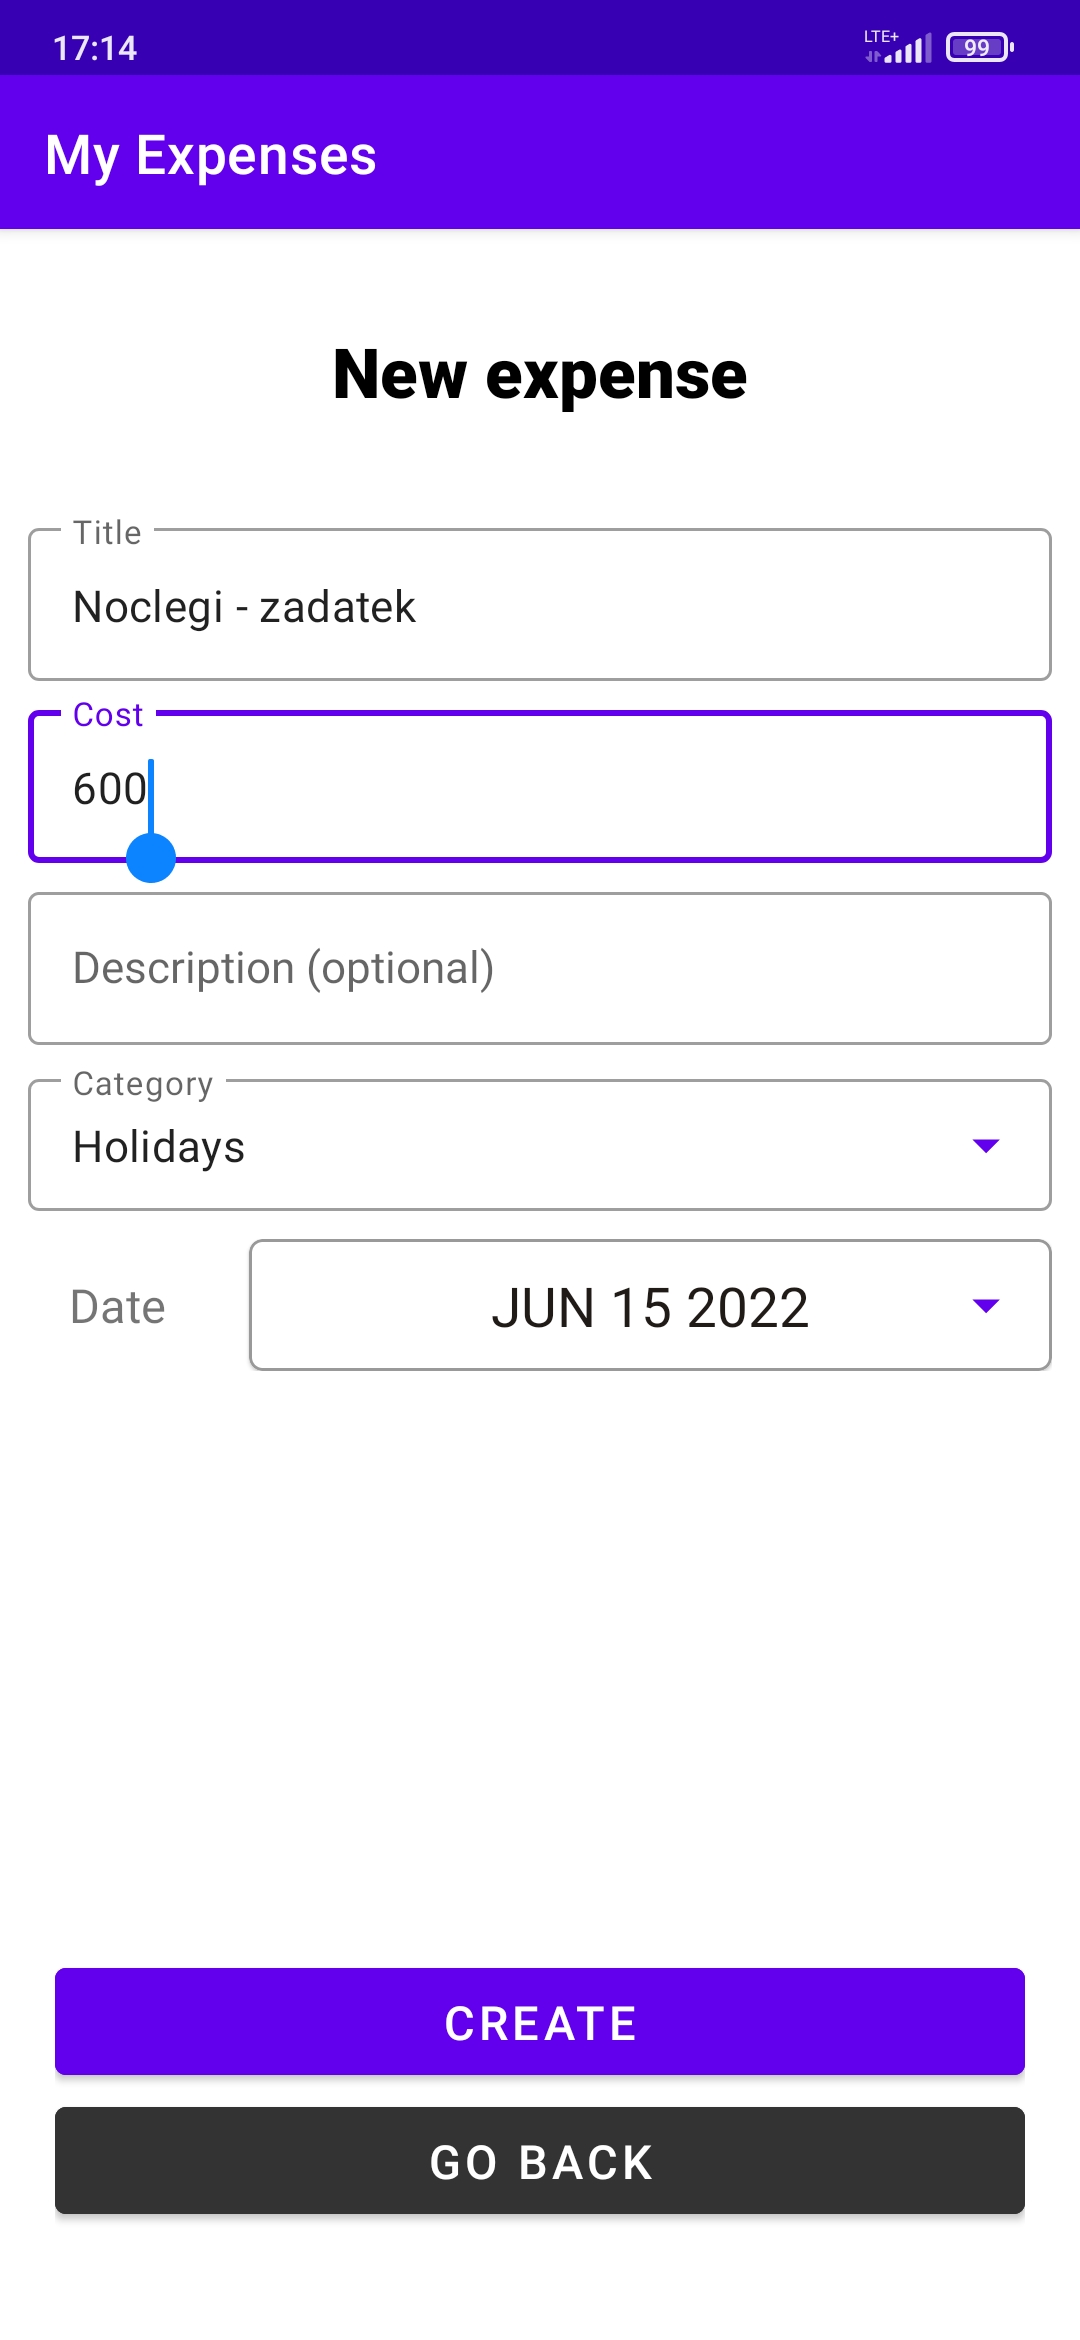 17:14
LTE+
99
My Expenses
New expense
Title
Noclegi - zadatek
Cost
600
Description (optional)
Category
Holidays
Date
JUN 15 2022
CREATE
GO BACK